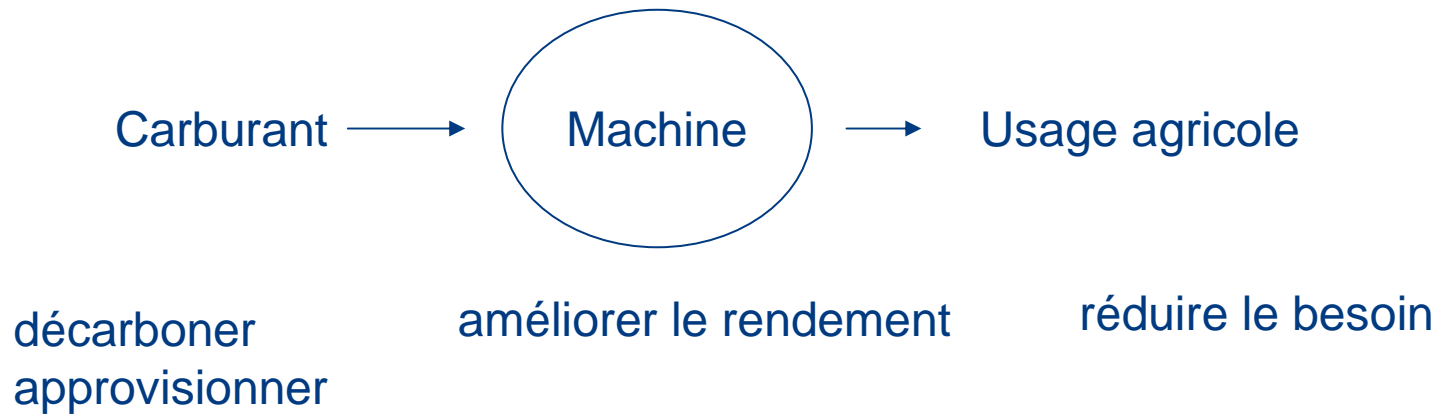 Carburant
Machine
Usage agricole
décarboner
approvisionner
améliorer le rendement
réduire le besoin